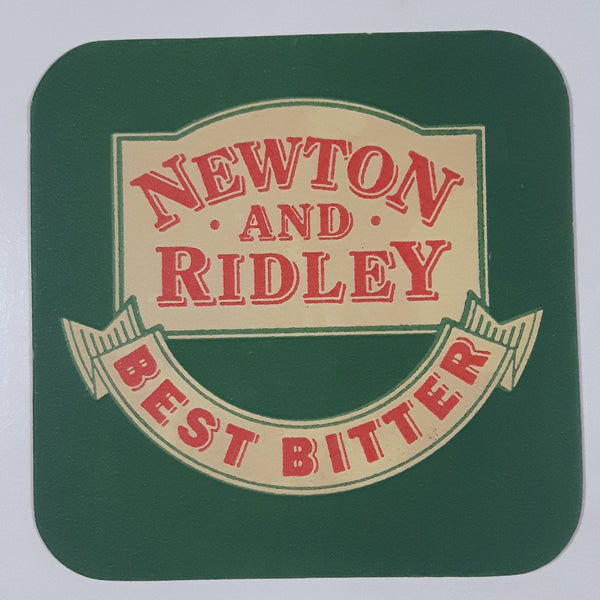 NEWTON
· AND ·
RIDLEY
BEST BITTER